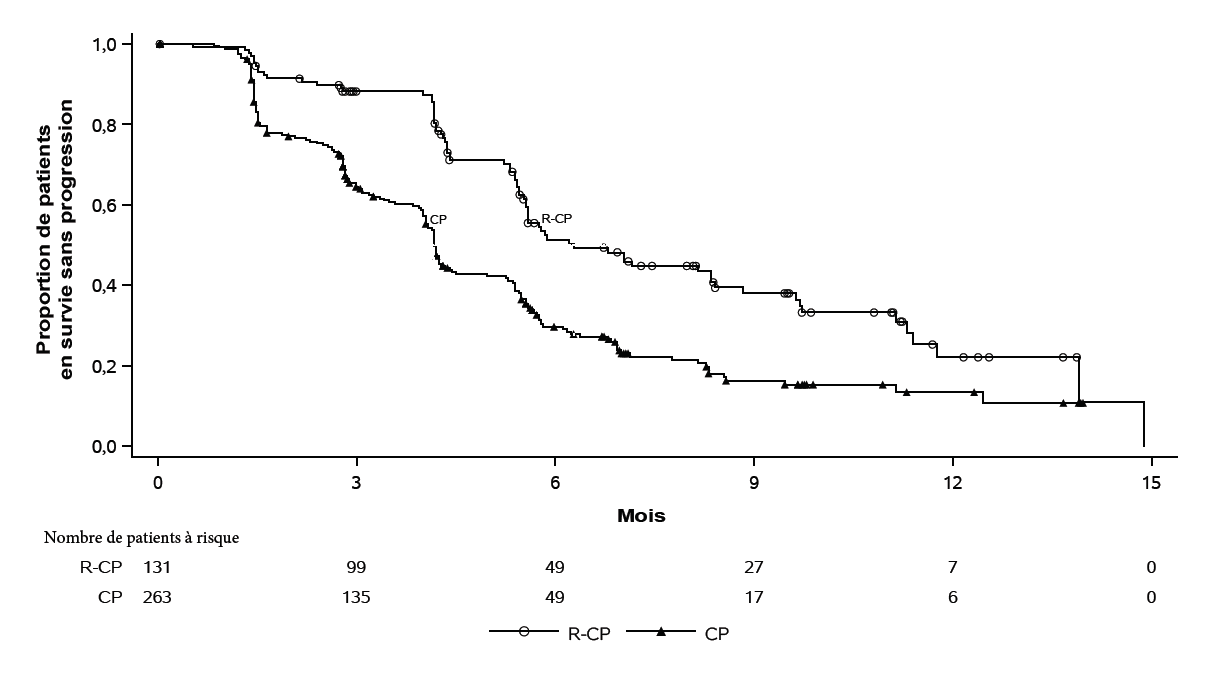 1,0
0,8
0,6
0,4
0,2
0,0
Proportion de patients
en survie sans progression
CP
R-CP
0 3 6 9 12 15
Mois
Nombre de patients à risque
R-CP 131 99 49 27 7 0
CP 263 135 49 17 6 0
R-CP CP